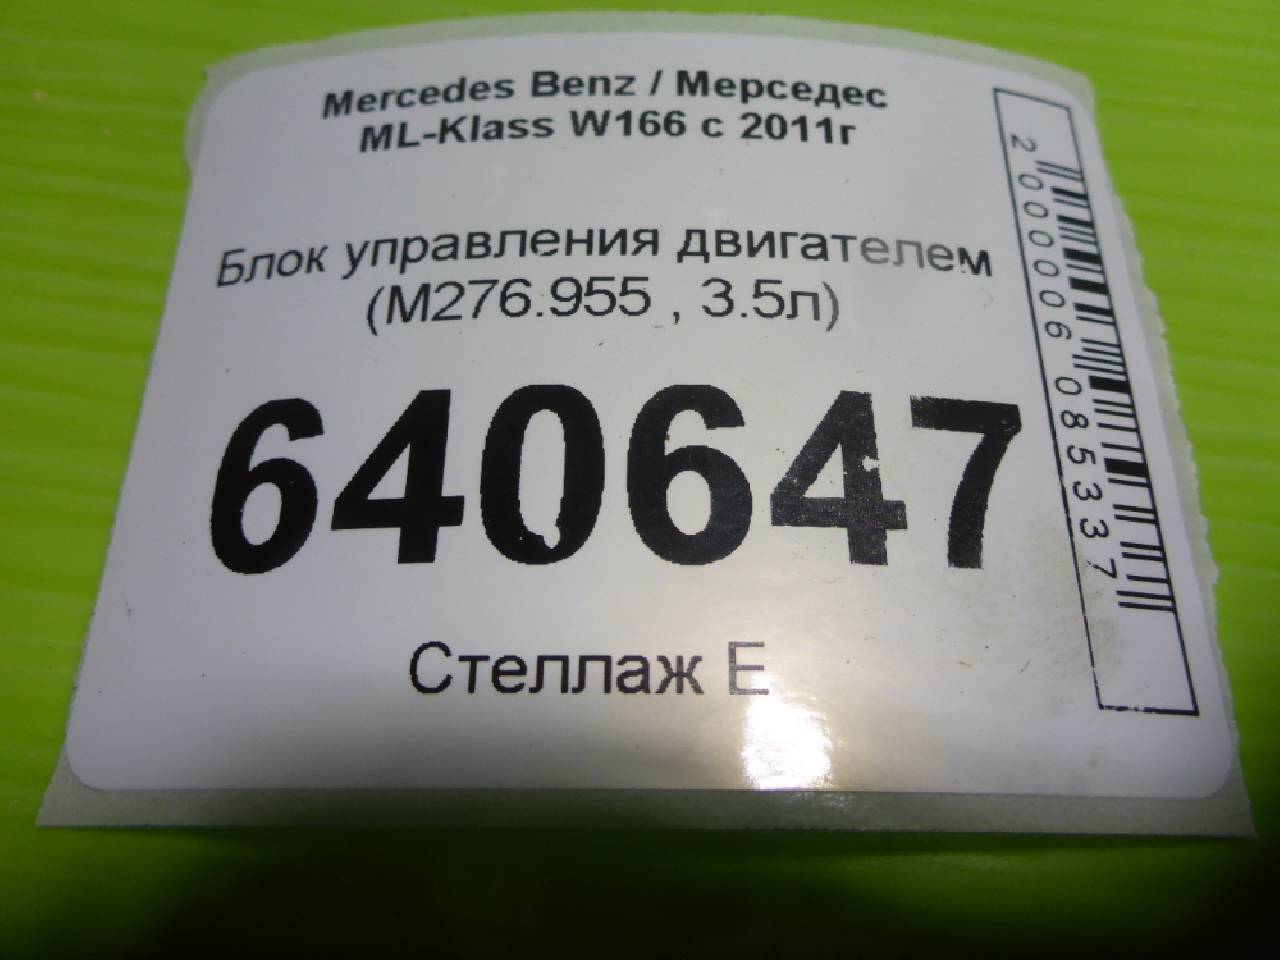 Mercedes Benz / Мерседес
ML-Klass W166 с 2011г
Блок управления двигателем
(M276.955 , 3.5л)
640647
Стеллаж E
2000006085337